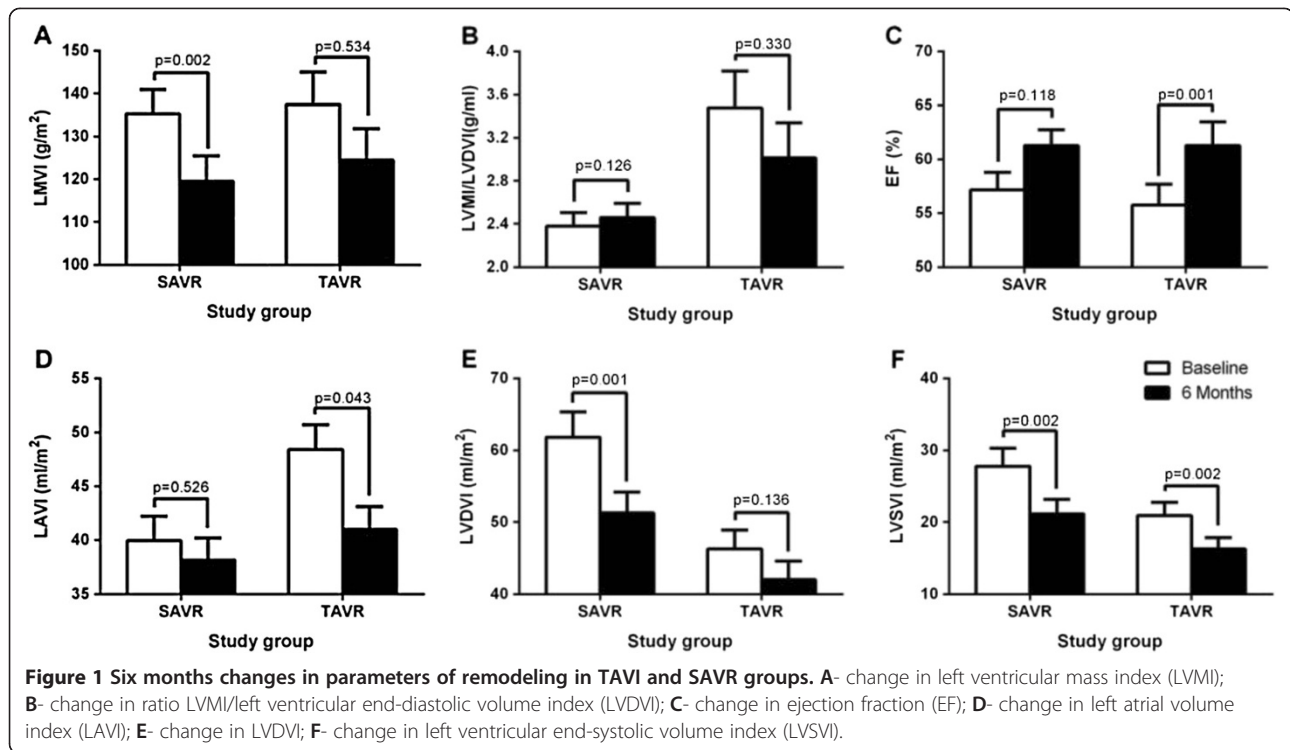 A
LMVI (g/m²)
150
140
130
120
110
100
p=0.002
p=0.534
SAVR
TAVR
Study group
B
LVMI/LVDVI(g/ml)
4.0
3.6
3.2
2.8
2.4
2.0
p=0.126
p=0.330
SAVR
TAVR
Study group
C
EF (%)
70
65
60
55
50
p=0.118
p=0 001
SAVR
TAVR
Study group
D
LAVI (ml/m²)
55
50
45
40
35
p=0.526
p=0.043
SAVR
TAVR
Study group
E
LVDVI (ml/m²)
70
60
50
40
p=0.001
p=0.136
SAVR
TAVR
Study group
F
LVSVI (ml/m²)
40
30
20
10
Baseline
6 Months
p=0.002
p=0.002
SAVR
TAVR
Study group
Figure 1 Six months changes in parameters of remodeling in TAVI and SAVR groups. A- change in left ventricular mass index (LVMI);
B- change in ratio LVMI/left ventricular end-diastolic volume index (LVDVI); C- change in ejection fraction (EF); D- change in left atrial volume
index (LAVI); E- change in LVDVI; F- change in left ventricular end-systolic volume index (LVSVI).